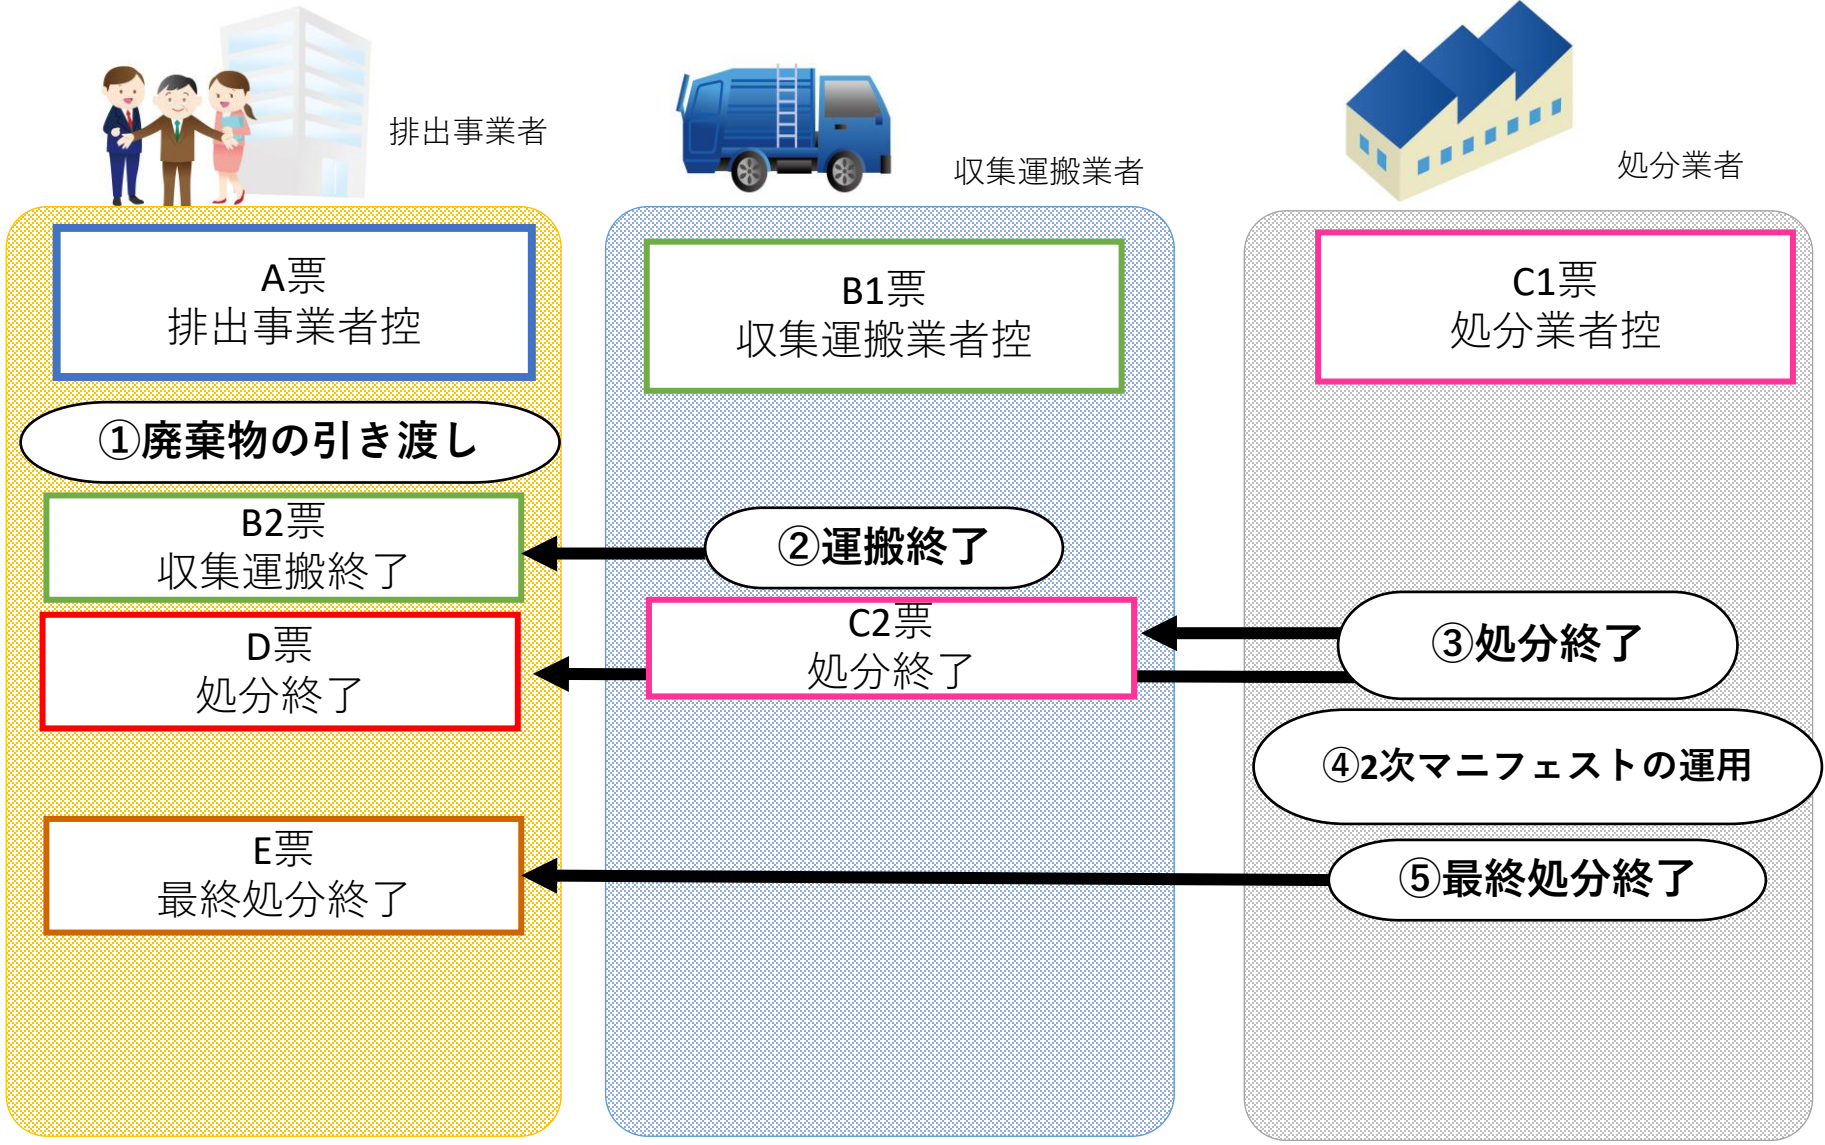 排出事業者
収集運搬業者
処分業者
A票
排出事業者控
B1票
収集運搬業者控
C1票
処分業者控
①廃棄物の引き渡し
B2票
収集運搬終了
②運搬終了
D票
処分終了
C2票
処分終了
③処分終了
④2次マニフェストの運用
E票
最終処分終了
⑤最終処分終了